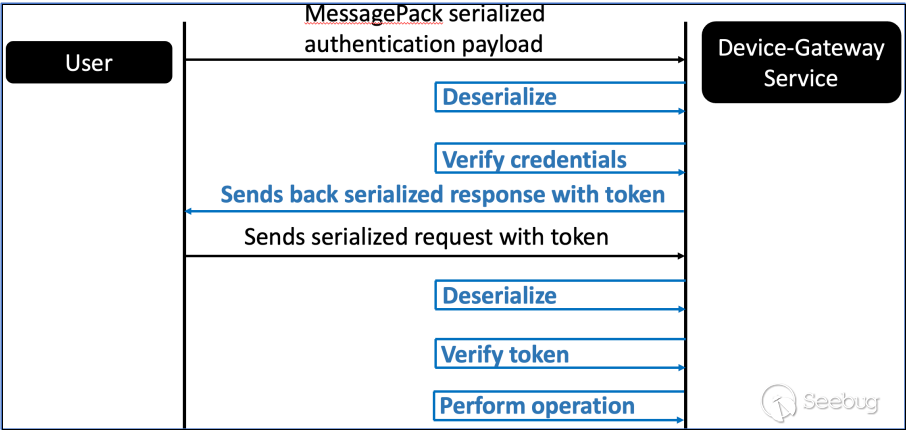 MessagePack serialized
authentication payload
User
Device-Gateway
Service
Deserialize
Verify credentials
Sends back serialized response with token
Sends serialized request with token
Deserialize
Verify token
Perform operation
Seebug